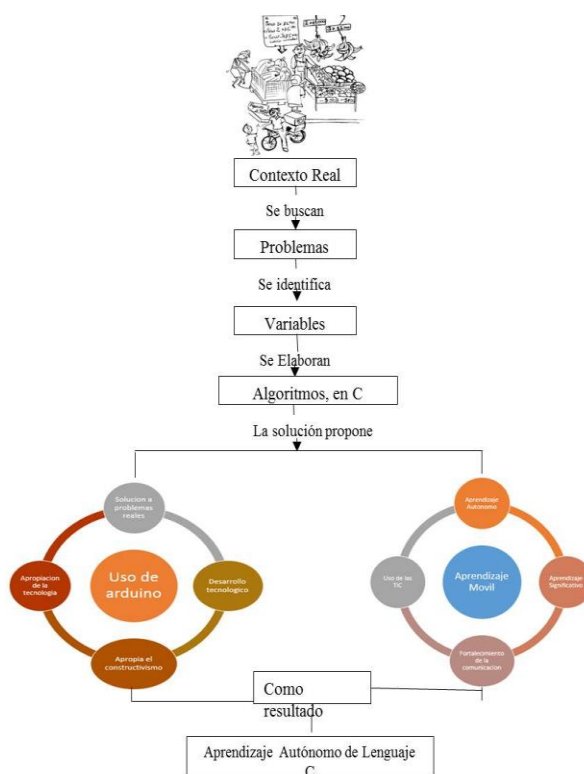 Contexto Real
Se buscan
Problemas
Se identifica
Variables
Se Elaboran
Algoritmos, en C
La solución propone
Solucion a
problemas
reales
Apropiacion
de la
tecnologia
Uso de
arduino
Desarrollo
tecnologico
Apropia el
constructivismo
Aprendizaje
Autonomo
Uso de las
TIC
Aprendizaje
Movil
Aprendizaje
Significativo
Fortalecimiento
de la
comunicacion
Como
resultado
Aprendizaje Autónomo de Lenguaje
C